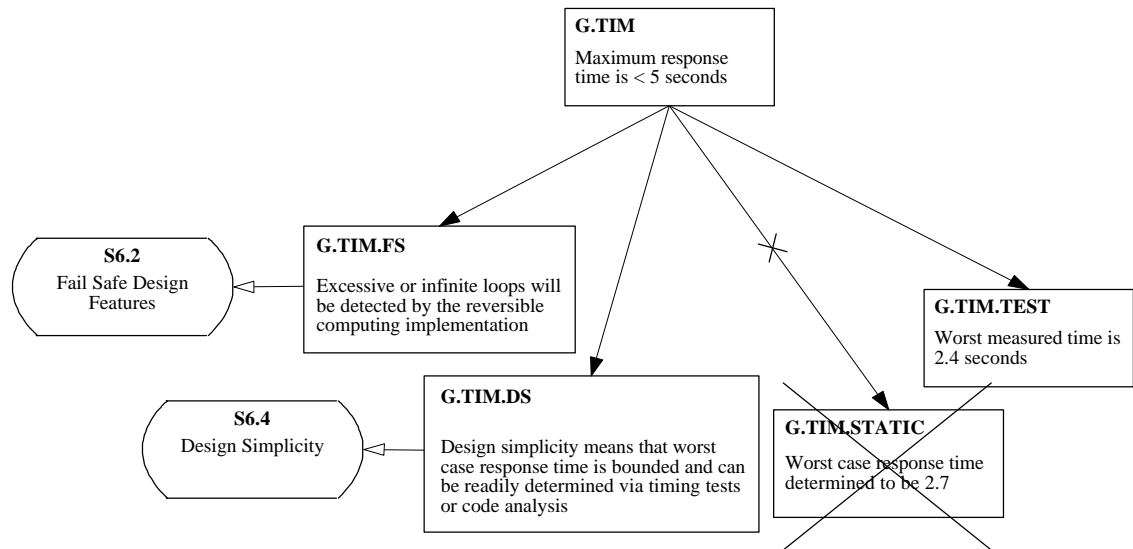 G.TIM
Maximum response
time is < 5 seconds
G.TIM.FS
Excessive or infinite loops will
be detected by the reversible
computing implementation
S6.2
Fail Safe Design
Features
G.TIM.TEST
Worst measured time is
2.4 seconds
G.TIM.DS
Design simplicity means that worst
case response time is bounded and can
be readily determined via timing tests
or code analysis
S6.4
Design Simplicity
G.TIM.STATIC
Worst case response time
determined to be 2.7